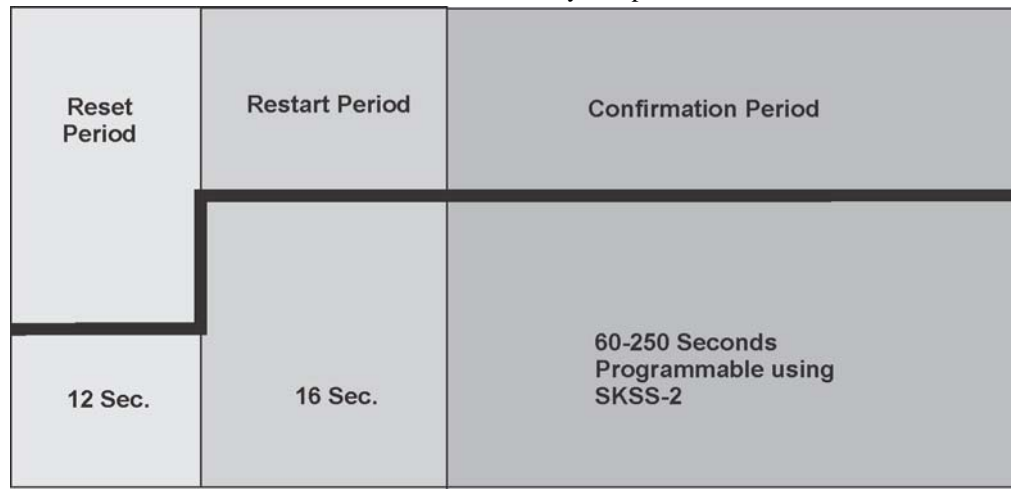 Reset
Period
Restart Period
Confirmation Period
12 Sec.
16 Sec.
60-250 Seconds
Programmable using
SKSS-2